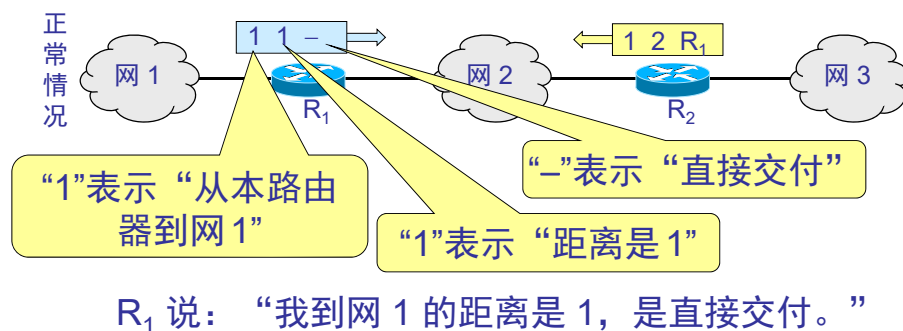 正常情况
1 1 –
1 2 R₁
网 1
网 2
网 3
R₁
R₂
“1”表示“从本路由
器到网 1”
“–”表示“直接交付”
“1”表示“距离是 1”
R₁ 说：“我到网 1 的距离是 1，是直接交付。”